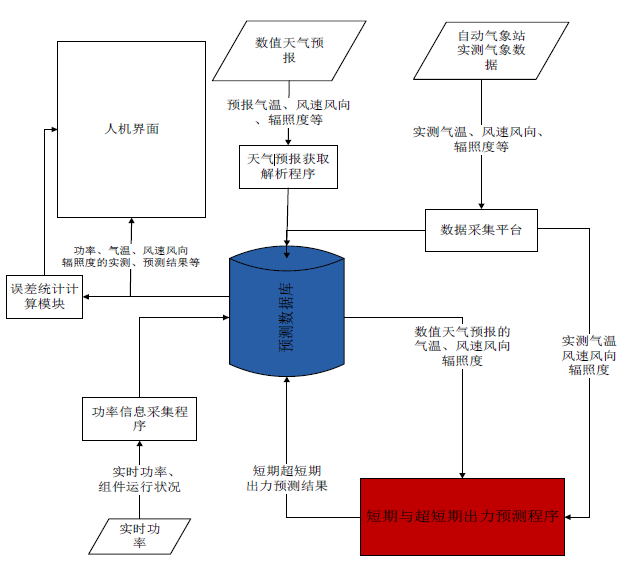 数值天气预
报
自动气象站
实测气象数
据
人机界面
预报气温、风速风向
、辐照度等
实测气温、风速风向、
辐照度等
天气预报获取
解析程序
数据采集平台
功率、气温、风速风向
辐照度的实测、预测结果等
误差统计计
算模块
预测数据库
数值天气预报的
气温、风速风向
辐照度
实测气温
风速风向
辐照度
功率信息采集程
序
实时功率、
组件运行状况
短期超短期
出力预测结果
实时功
率
短期与超短期出力预测程序